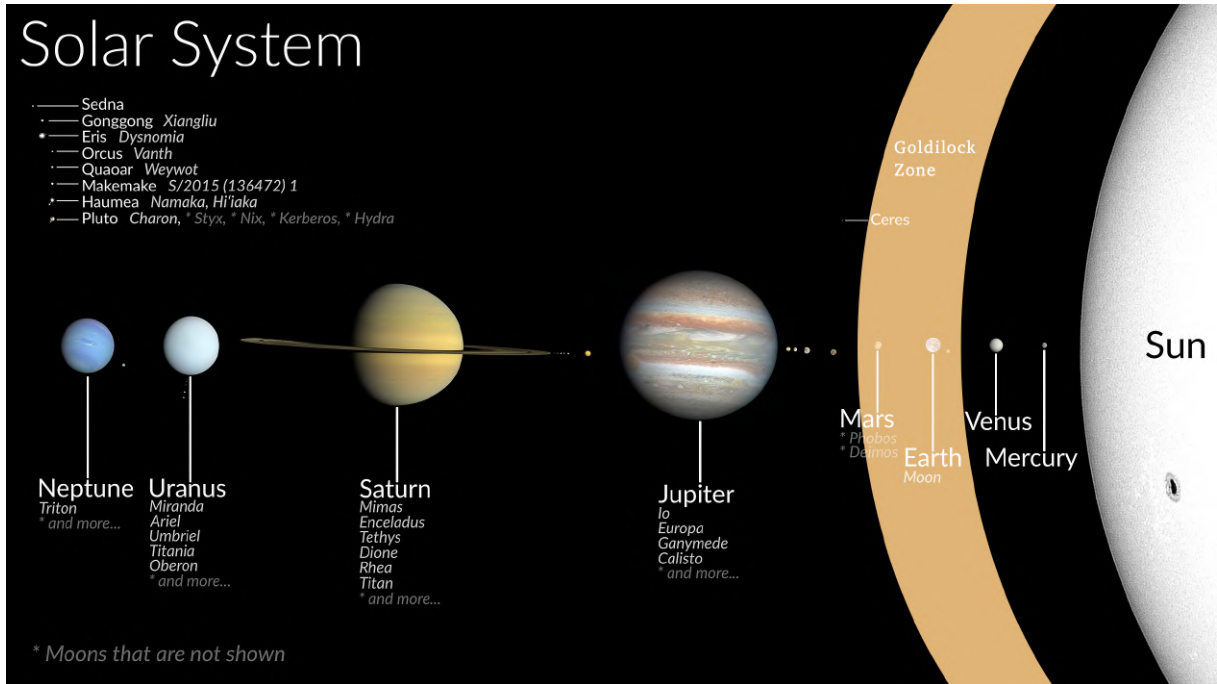 Solar System
Sedna
Gonggong Xiangliu
Eris Dysnomia
Orcus Vanth
Quaoar Weywot
Makemake S/2015 (136472) 1
Haumea Namaka, Hi'iaka
Pluto Charon, * Styx, * Nix, * Kerberos, * Hydra
Goldilock
Zone
Ceres
Sun
Neptune
Triton
* and more...
Uranus
Miranda
Ariel
Umbriel
Titania
Oberon
* and more...
Saturn
Mimas
Enceladus
Tethys
Dione
Rhea
Titan
* and more...
Jupiter
Io
Europa
Ganymede
Calisto
* and more...
Mars
* Phobos
* Deimos
Earth
Moon
Venus
Mercury
* Moons that are not shown